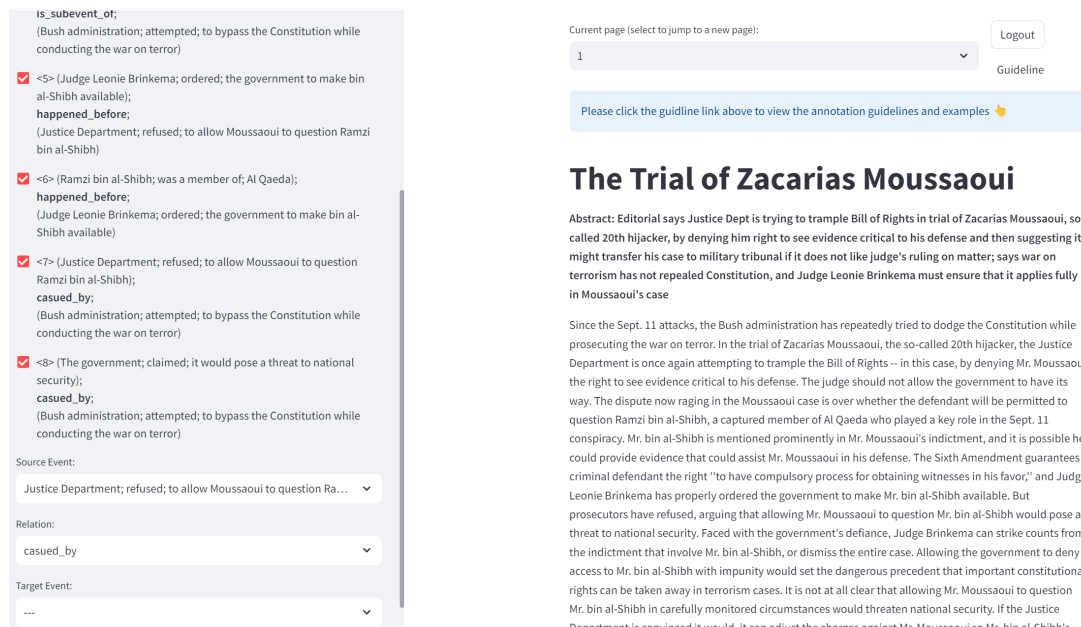 is_subevent_of;
(Bush administration; attempted; to bypass the Constitution while
conducting the war on terror)
<5> (Judge Leonie Brinkema; ordered; the government to make bin
al-Shibh available);
happened_before;
(Justice Department; refused; to allow Moussaoui to question Ramzi
bin al-Shibh)
<6> (Ramzi bin al-Shibh; was a member of; Al Qaeda);
happened_before;
(Judge Leonie Brinkema; ordered; the government to make bin al-
Shibh available)
<7> (Justice Department; refused; to allow Moussaoui to question
Ramzi bin al-Shibh);
casued_by;
(Bush administration; attempted; to bypass the Constitution while
conducting the war on terror)
<8> (The government; claimed; it would pose a threat to national
security);
casued_by;
(Bush administration; attempted; to bypass the Constitution while
conducting the war on terror)
Source Event:
Justice Department; refused; to allow Moussaoui to question Ra...
Relation:
casued_by
Target Event:
---
Current page (select to jump to a new page):
1
Logout
Guideline
Please click the guidline link above to view the annotation guidelines and examples 👆
The Trial of Zacarias Moussaoui
Abstract: Editorial says Justice Dept is trying to trample Bill of Rights in trial of Zacarias Moussaoui, so
called 20th hijacker, by denying him right to see evidence critical to his defense and then suggesting it
might transfer his case to military tribunal if it does not like judge's ruling on matter; says war on
terrorism has not repealed Constitution, and Judge Leonie Brinkema must ensure that it applies fully
in Moussaoui's case
Since the Sept. 11 attacks, the Bush administration has repeatedly tried to dodge the Constitution while
prosecuting the war on terror. In the trial of Zacarias Moussaoui, the so-called 20th hijacker, the Justice
Department is once again attempting to trample the Bill of Rights -- in this case, by denying Mr. Moussaou
the right to see evidence critical to his defense. The judge should not allow the government to have its
way. The dispute now raging in the Moussaoui case is over whether the defendant will be permitted to
question Ramzi bin al-Shibh, a captured member of Al Qaeda who played a key role in the Sept. 11
conspiracy. Mr. bin al-Shibh is mentioned prominently in Mr. Moussaoui's indictment, and it is possible he
could provide evidence that could assist Mr. Moussaoui in his defense. The Sixth Amendment guarantees
criminal defendant the right ''to have compulsory process for obtaining witnesses in his favor,'' and Judg
Leonie Brinkema has properly ordered the government to make Mr. bin al-Shibh available. But
prosecutors have refused, arguing that allowing Mr. Moussaoui to question Mr. bin al-Shibh would pose a
threat to national security. Faced with the government's defiance, Judge Brinkema can strike counts from
the indictment that involve Mr. bin al-Shibh, or dismiss the entire case. Allowing the government to deny
access to Mr. bin al-Shibh with impunity would set the dangerous precedent that important constitutiona
rights can be taken away in terrorism cases. It is not at all clear that allowing Mr. Moussaoui to question
Mr. bin al-Shibh in carefully monitored circumstances would threaten national security. If the Justice
Department is convinced it would, it can adjust the charges against Mr. Moussaoui so Mr. bin al-Shibh's